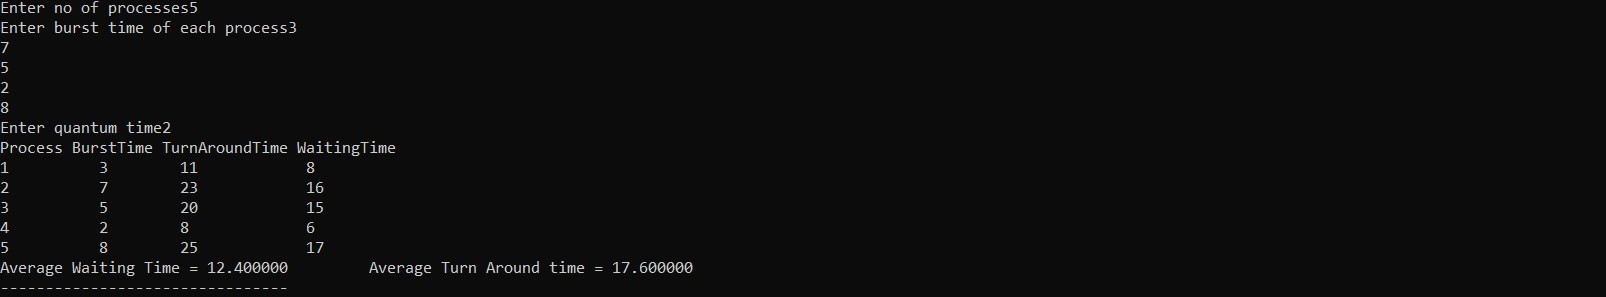 Enter no of processes5
Enter burst time of each process3
7
5
2
8
Enter quantum time2
Process BurstTime TurnAroundTime WaitingTime
1          3        11            8
2          7        23            16
3          5        20            15
4          2        8             6
5          8        25            17
Average Waiting Time = 12.400000         Average Turn Around time = 17.600000
--------------------------------